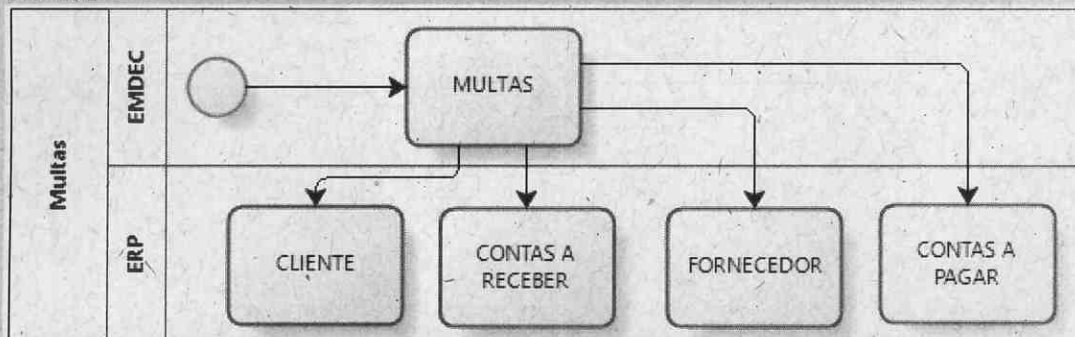 Multas
EMDEC
MULTAS
ERP
CLIENTE
CONTAS A
RECEBER
FORNECEDOR
CONTAS A
PAGAR